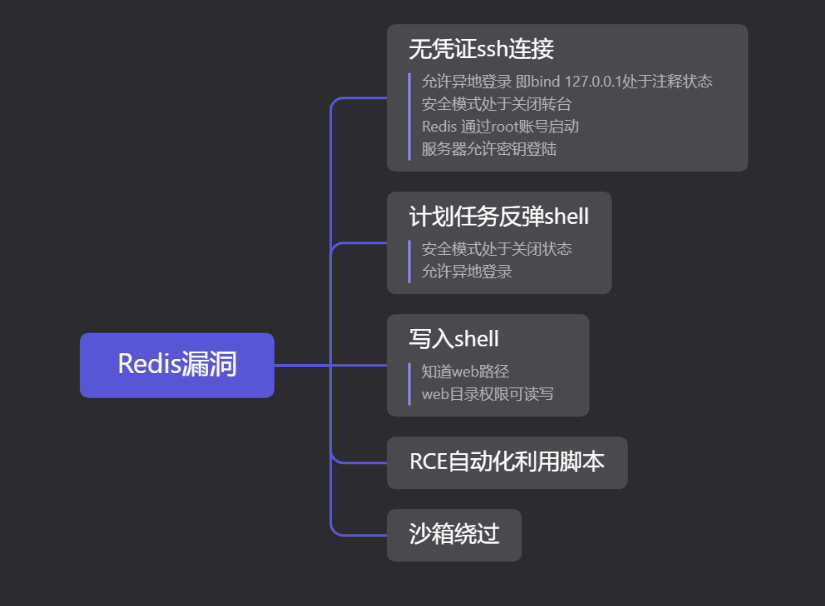 无凭证ssh连接
允许异地登录 即bind 127.0.0.1处于注释状态
安全模式处于关闭转台
Redis 通过root账号启动
服务器允许密钥登陆
计划任务反弹shell
安全模式处于关闭状态
允许异地登录
写入shell
知道web路径
web目录权限可读写
Redis漏洞
RCE自动化利用脚本
沙箱绕过